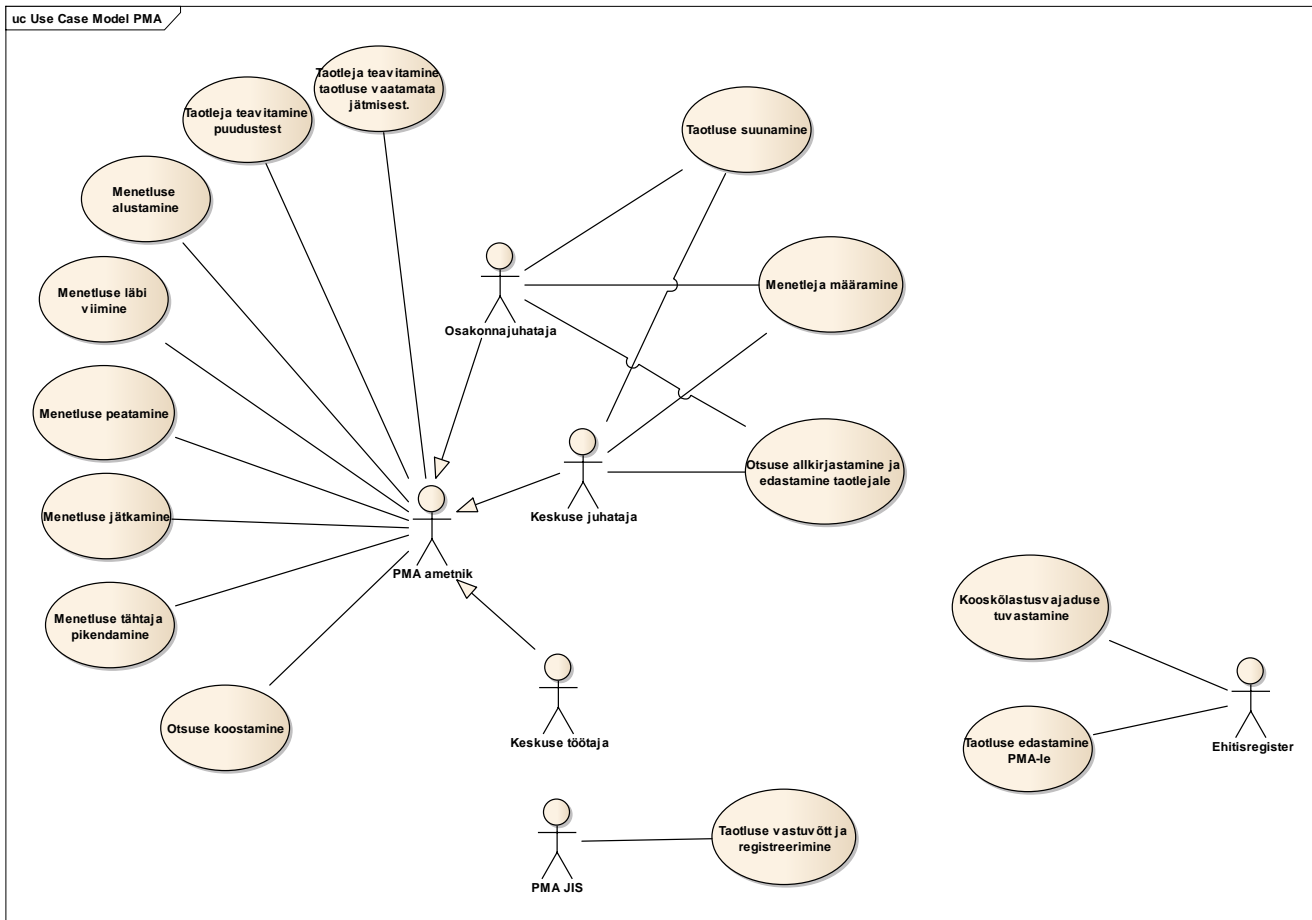 uc Use Case Model PMA
Taotleja teavitamine
taotluse vaatamata
jätmisest.
Taotleja teavitamine
puudustest
Taotluse suunamine
Menetluse
alustamine
Menetluse läbi
viimine
Menetleja määramine
Osakonnajuhataja
Menetluse peatamine
Otsuse allkirjastamine ja
edastamine taotlejale
Menetluse jätkamine
Keskuse juhataja
PMA ametnik
Menetluse tähtaja
pikendamine
Kooskõlastusvajaduse
tuvastamine
Otsuse koostamine
Keskuse töötaja
Taotluse edastamine
PMA-le
Ehitisregister
Taotluse vastuvõtt ja
registreerimine
PMA JIS